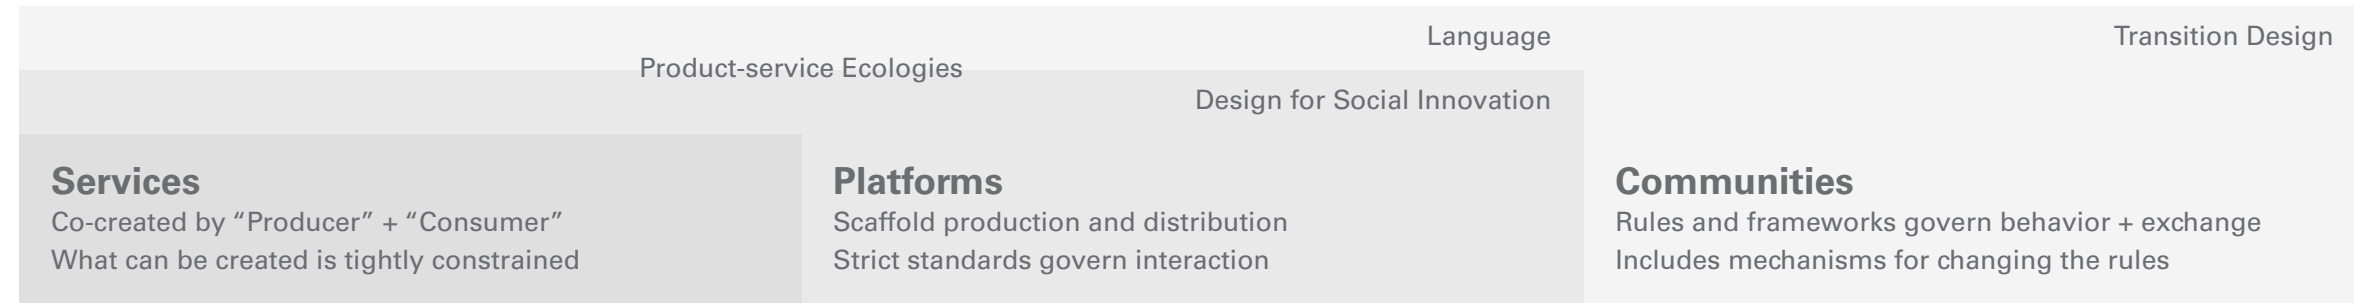 Language
Transition Design
Product-service Ecologies
Design for Social Innovation
Services
Co-created by “Producer” + “Consumer”
What can be created is tightly constrained
Platforms
Scaffold production and distribution
Strict standards govern interaction
Communities
Rules and frameworks govern behavior + exchange
Includes mechanisms for changing the rules